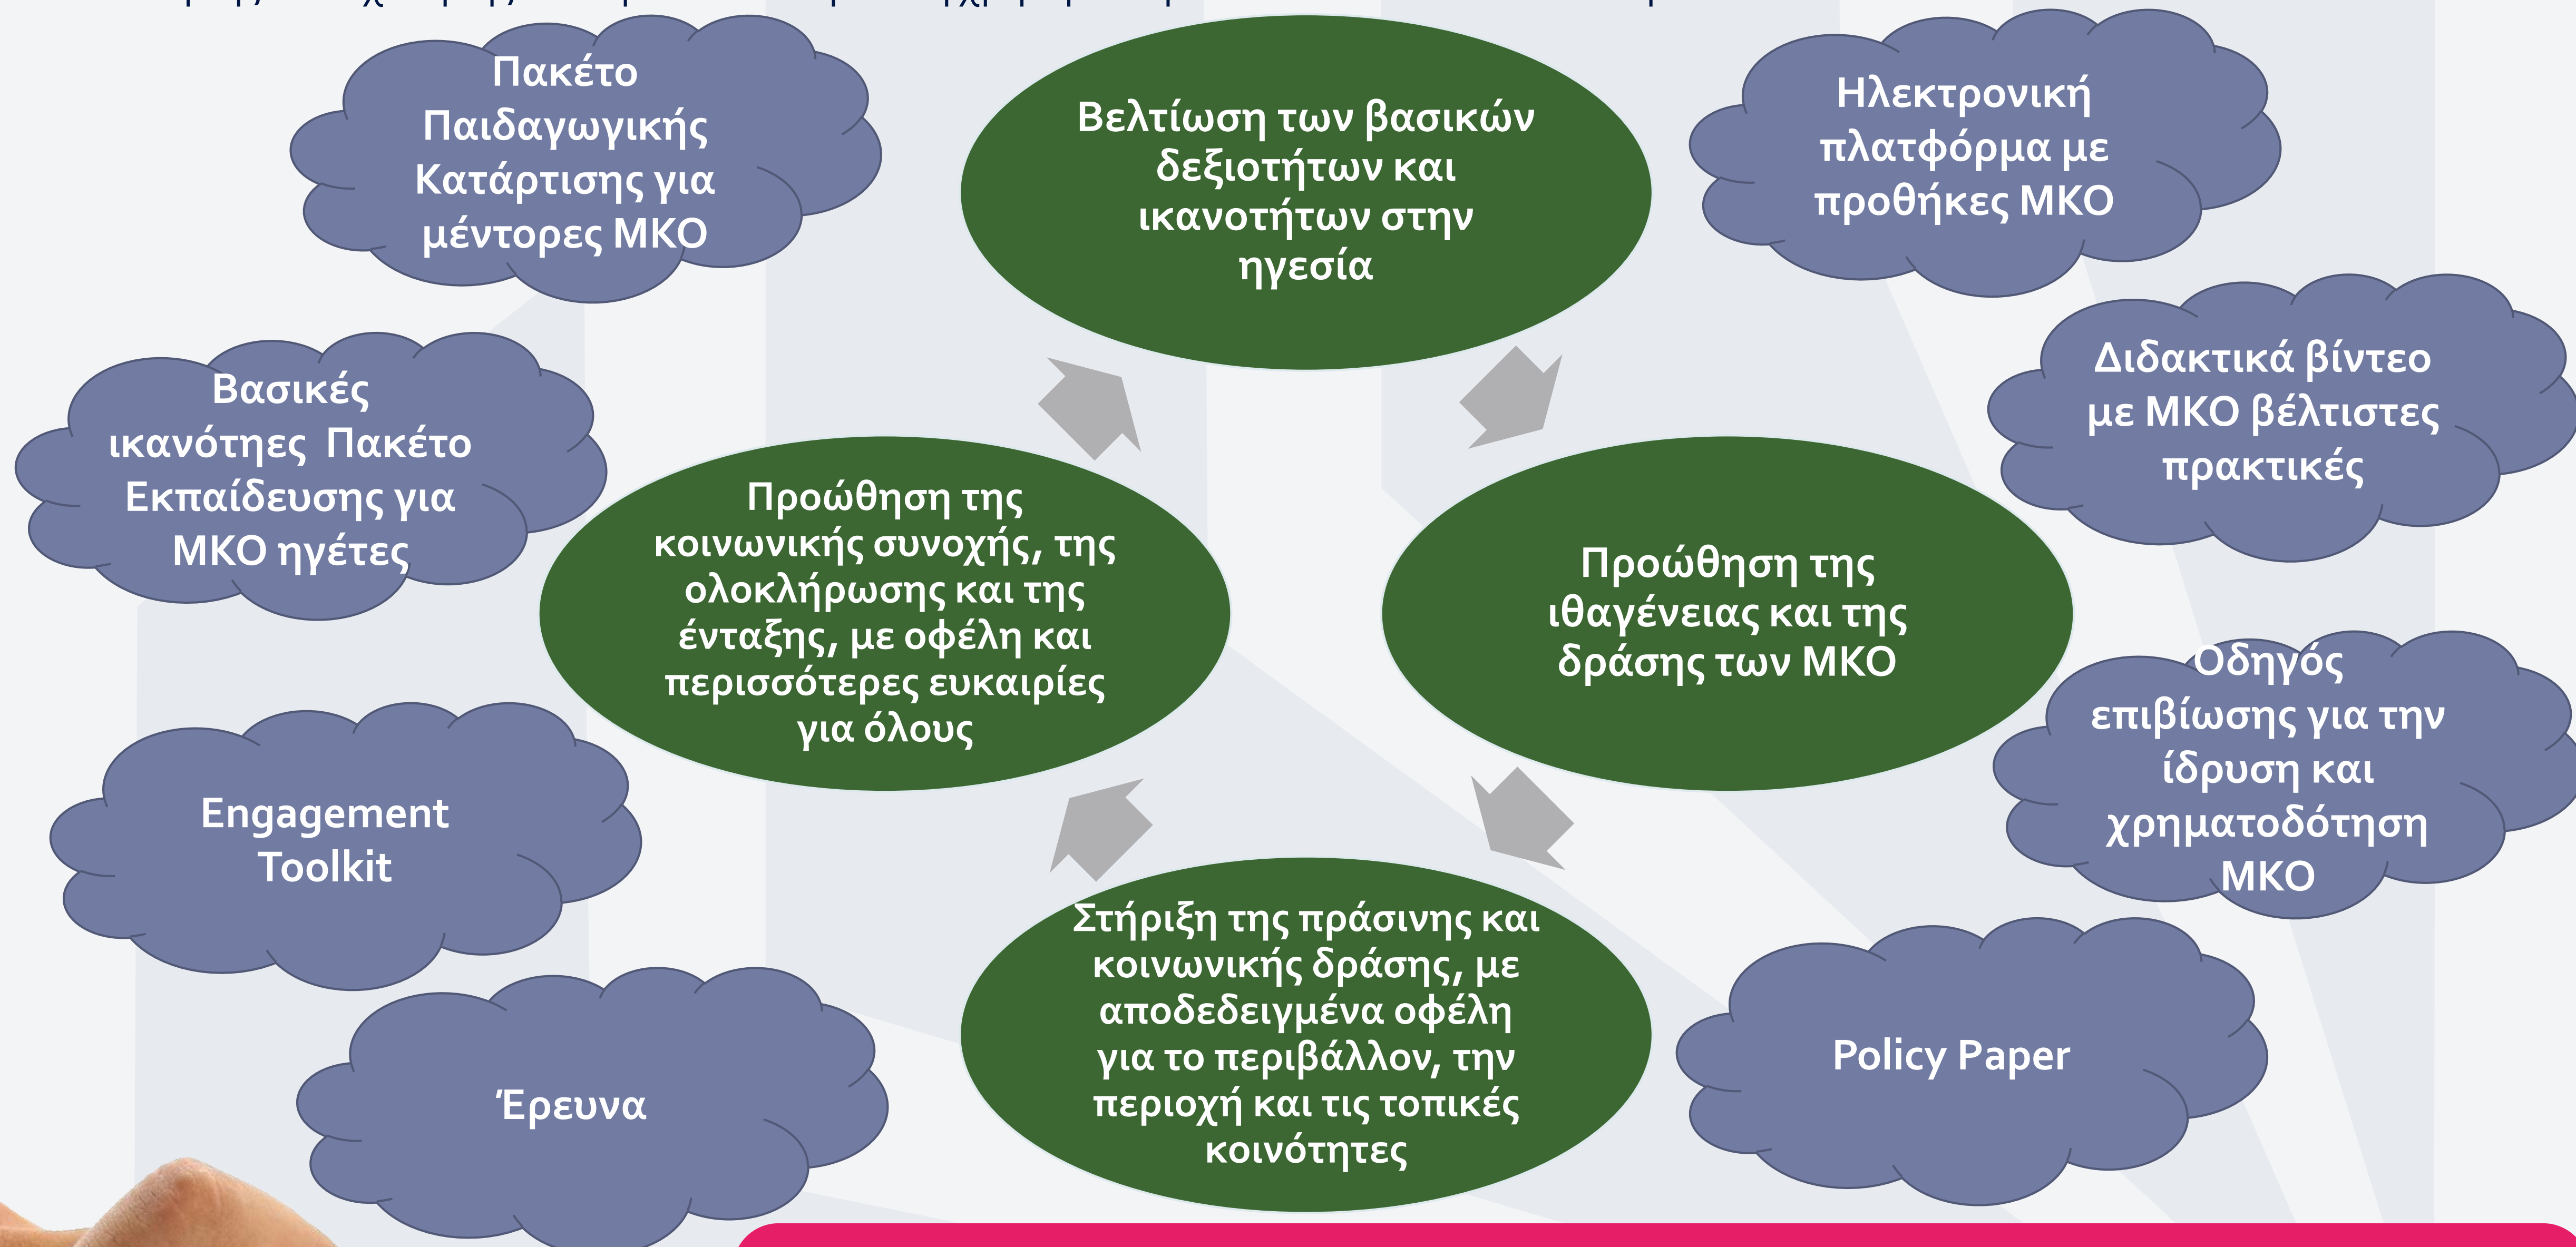 Πακέτο
Παιδαγωγικής
Κατάρτισης για
μέντορες ΜΚΟ
Βελτίωση των βασικών
δεξιοτήτων και
ικανοτήτων στην
ηγεσία
Ηλεκτρονική
πλατφόρμα με
προθήκες ΜΚΟ
Βασικές
ικανότηες Πακέτο
Εκπαίδευσης για
ΜΚΟ ηγέτες
Διδακτικά βίντεο
με ΜΚΟ βέλτιστες
πρακτικές
Προώθηση της
κοινωνικής συνοχής, της
ολοκλήρωσης και της
ένταξης, με οφέλη και
περισσότερες ευκαιρίες
για όλους
Προώθηση της
ιθαγένειας και της
δράσης των ΜΚΟ
Οδηγός
επιβίωσης για την
ίδρυση και
χρηματοδότηση
ΜΚΟ
Engagement
Toolkit
Στήριξη της πράσινης και
κοινωνικής δράσης, με
αποδεδειγμένα οφέλη
για το περιβάλλον, την
περιοχή και τις τοπικές
κοινότητες
Έρευνα
Policy Paper